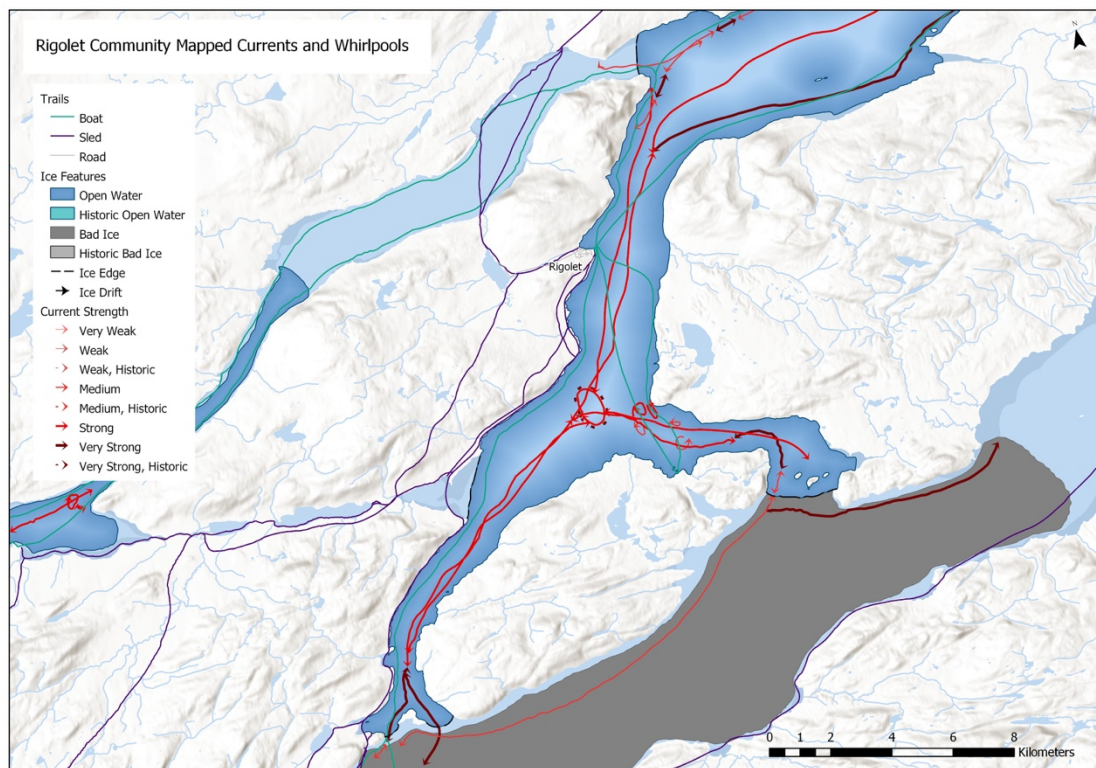 Rigolet Community Mapped Currents and Whirlpools
N
Trails
Boat
Sled
Road
Ice Features
Open Water
Historic Open Water
Bad Ice
Historic Bad Ice
Ice Edge
Ice Drift
Current Strength
Very Weak
Weak
Weak, Historic
Medium
Medium, Historic
Strong
Very Strong
Very Strong, Historic
Rigolet
0 1 2 4 6 8
Kilometers